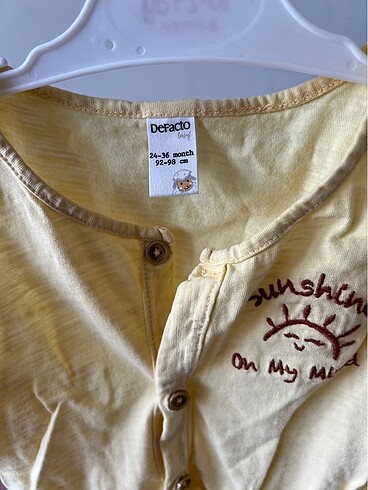 DeFacto
baby
24-36 month
92-98 cm
Sunshine
On My Mind